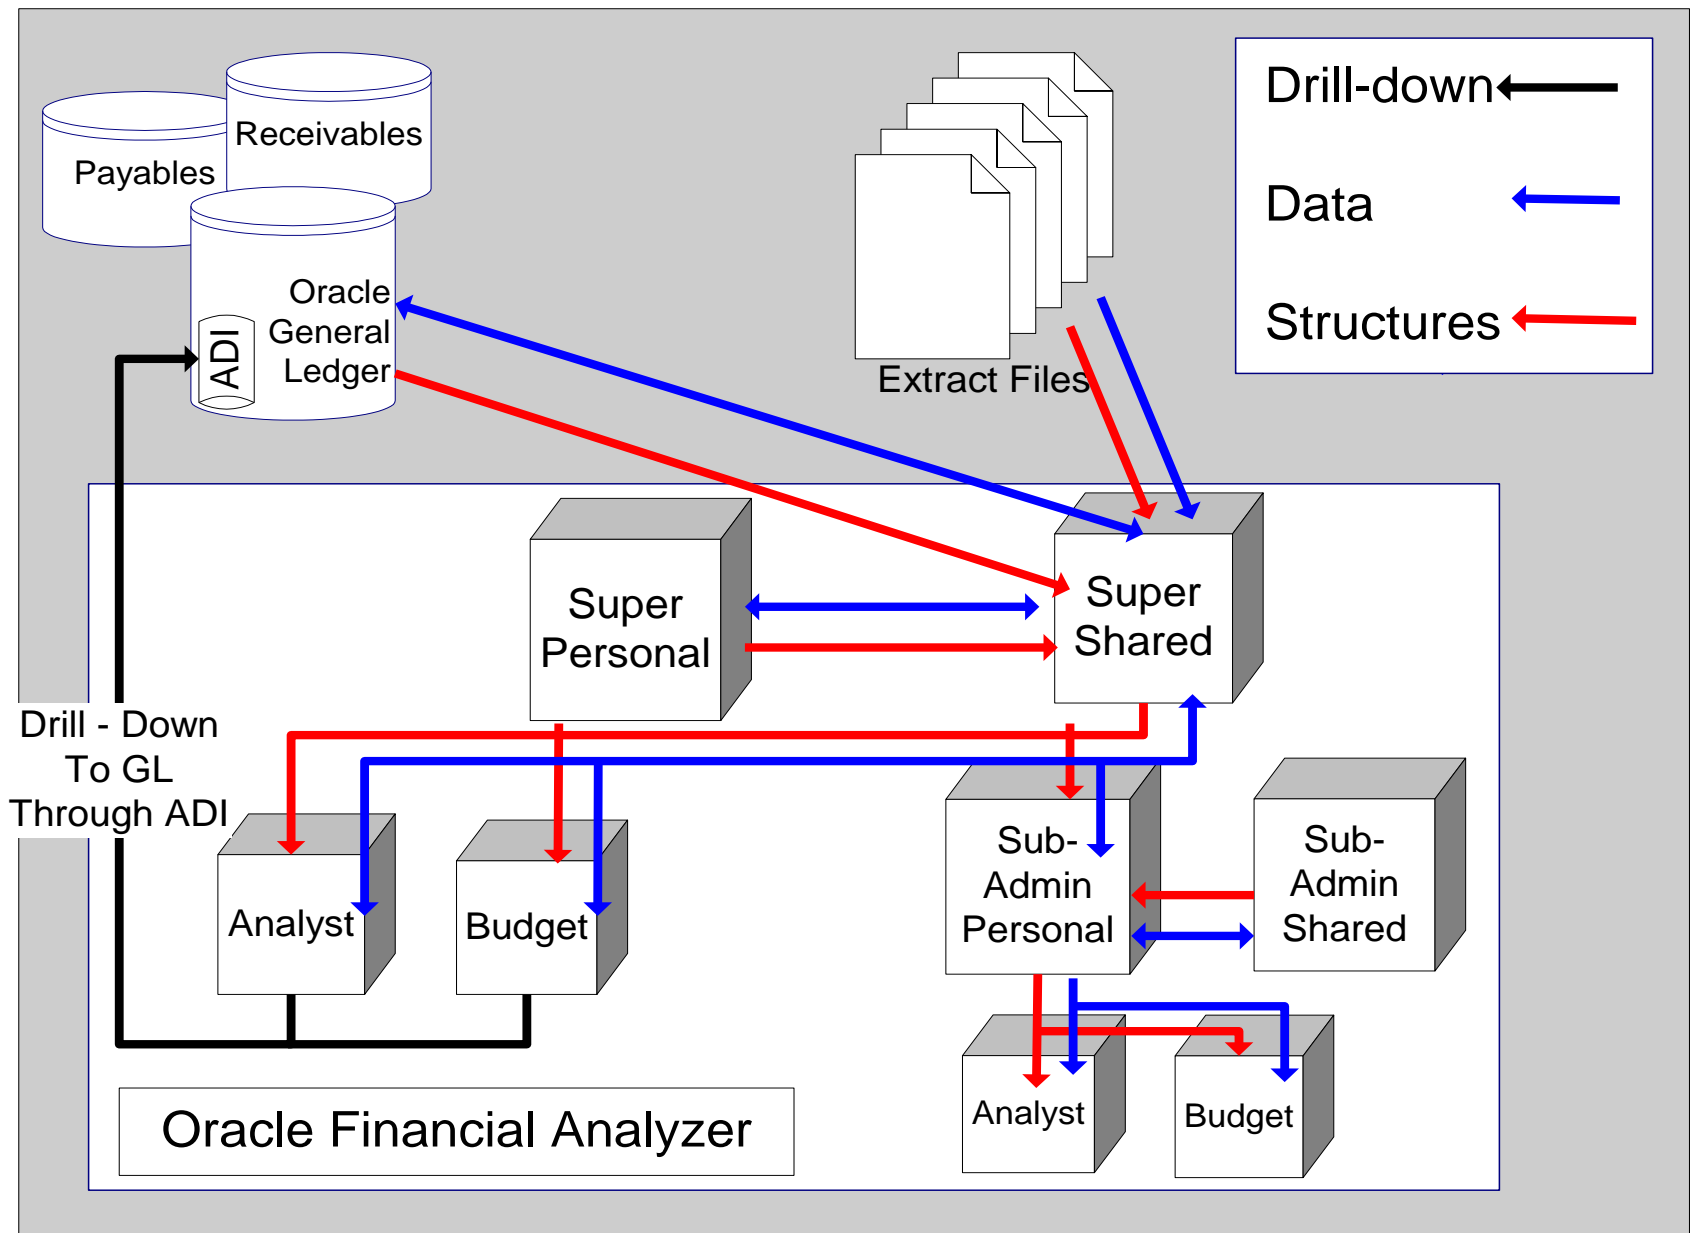 Receivables
Payables
Oracle
General
Ledger
ADI
Extract Files
Drill-down
Data
Structures
Super
Personal
Super
Shared
Drill - Down
To GL
Through ADI
Analyst
Budget
Sub-
Admin
Personal
Sub-
Admin
Shared
Analyst
Budget
Oracle Financial Analyzer